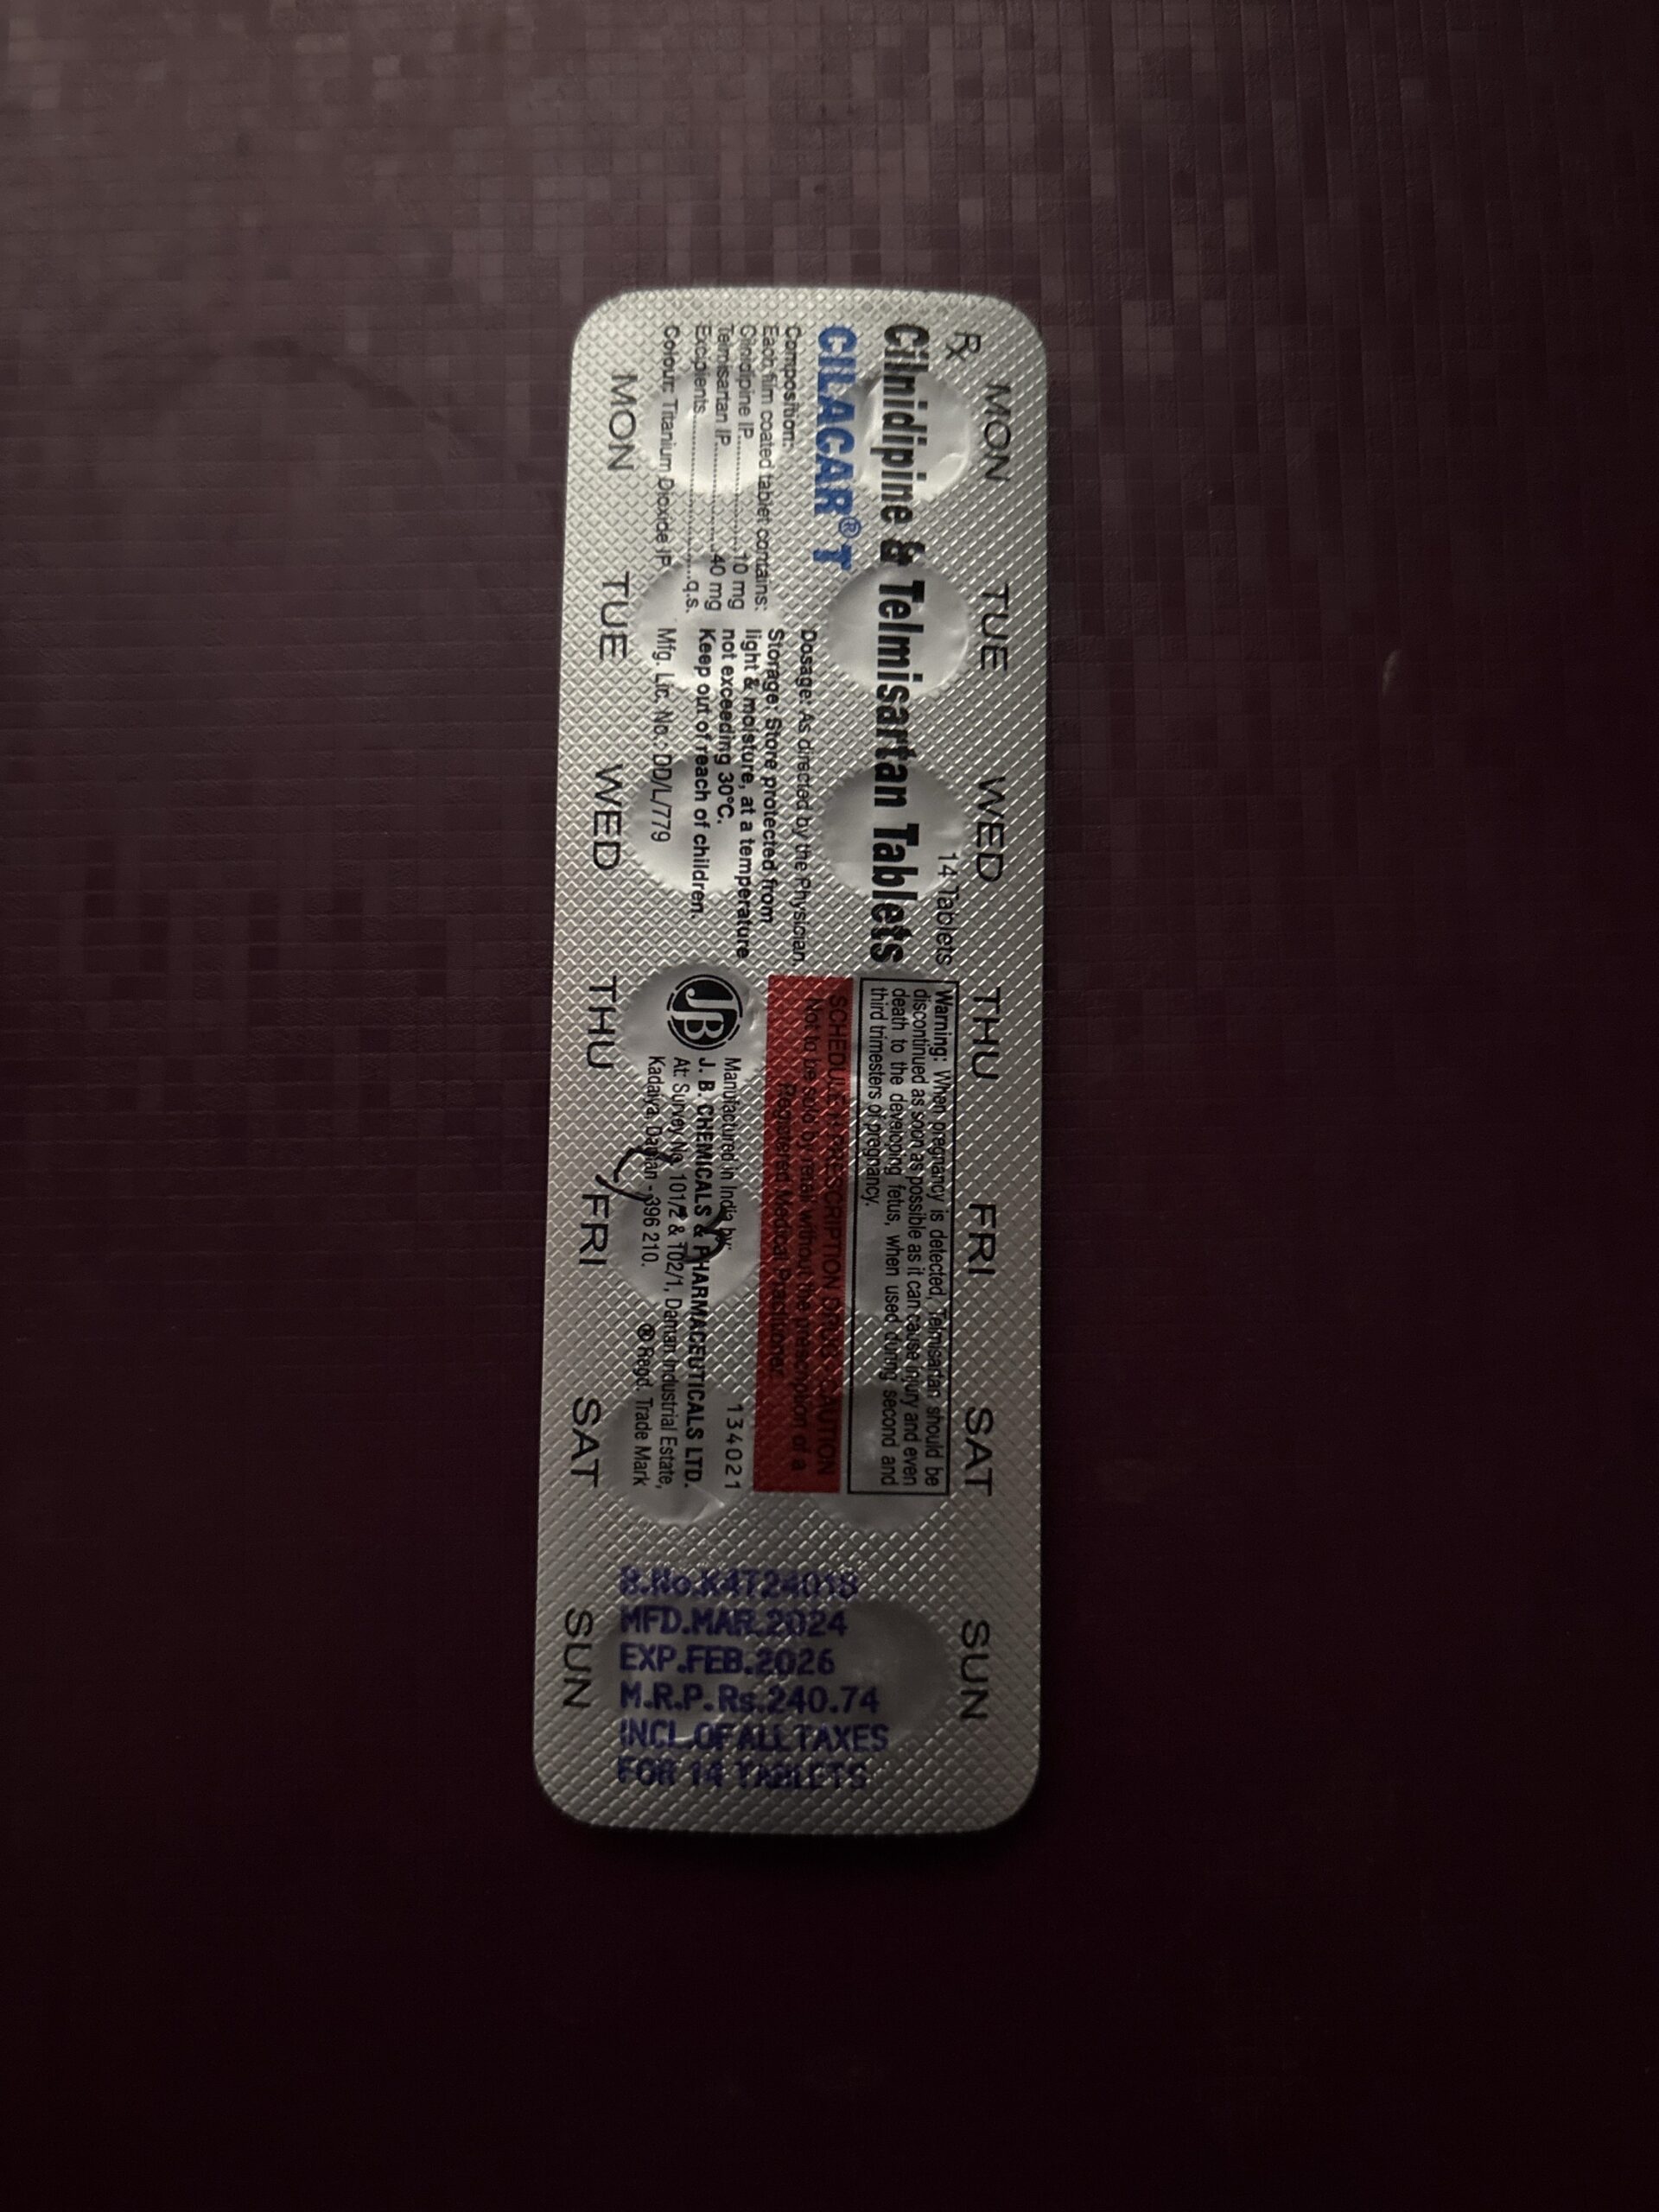 MON TUE WED THU FRI SAT SUN
Rx
14 Tablets
Cilnidipine & Telmisartan Tablets
CILACAR® T
Composition:
Each film coated tablet contains:
Cilnidipine IP..............10 mg
Telmisartan IP..............40 mg
Excipients.......................q.s.
Colour: Titanium Dioxide IP
Dosage: As directed by the Physician.
Storage: Store protected from
light & moisture, at a temperature
not exceeding 30°C.
Keep out of reach of children.
Mfg. Lic. No. DD/L/779
Warning: When pregnancy is detected, Telmisartan should be
discontinued as soon as possible as it can cause injury and even
death to the developing fetus, when used during second and
third trimesters of pregnancy.
SCHEDULE H PRESCRIPTION DRUG - CAUTION
Not to be sold by retail without the prescription of a
Registered Medical Practitioner.
134021
JB
Manufactured in India by:
J. B. CHEMICALS & PHARMACEUTICALS LTD.
At: Survey No. 101/2 & 102/1, Daman Industrial Estate,
Kadaiya, Daman - 396 210.
® Regd. Trade Mark
B.No.K4T24018
MFD.MAR.2024
EXP.FEB.2026
M.R.P.Rs.240.74
INCL.OF ALL TAXES
FOR 14 TABLETS
MON TUE WED THU FRI SAT SUN